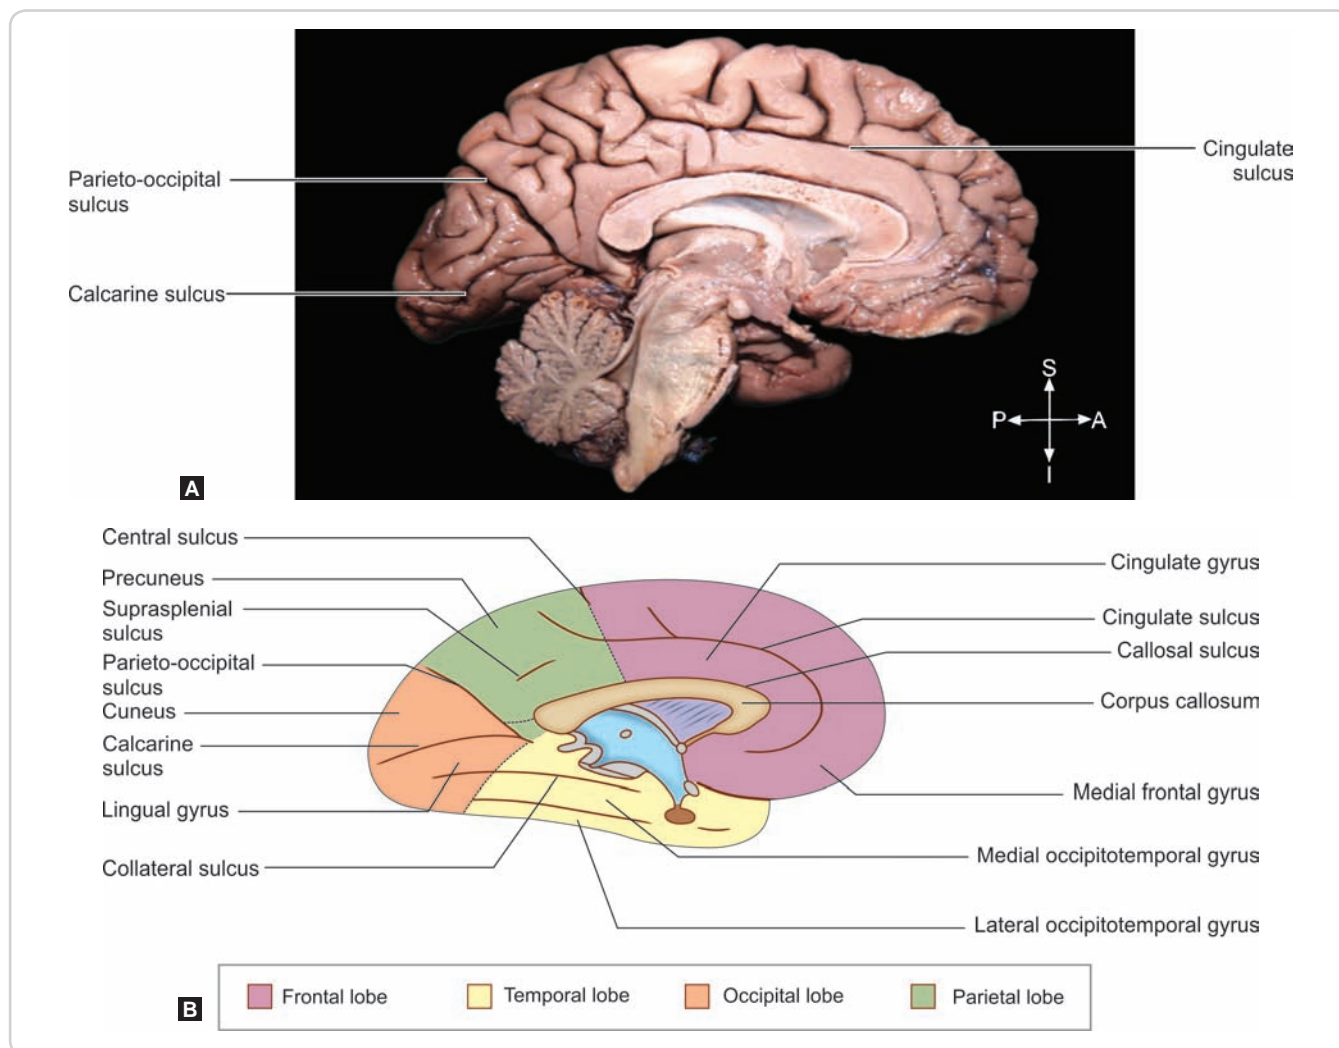 Parieto-occipital
sulcus
Calcarine sulcus
Cingulate
sulcus
S
P
A
I
A
Central sulcus
Precuneus
Suprasplenial
sulcus
Parieto-occipital
sulcus
Cuneus
Calcarine
sulcus
Lingual gyrus
Collateral sulcus
Cingulate gyrus
Cingulate sulcus
Callosal sulcus
Corpus callosum
Medial frontal gyrus
Medial occipitotemporal gyrus
Lateral occipitotemporal gyrus
B
Frontal lobe
Temporal lobe
Occipital lobe
Parietal lobe